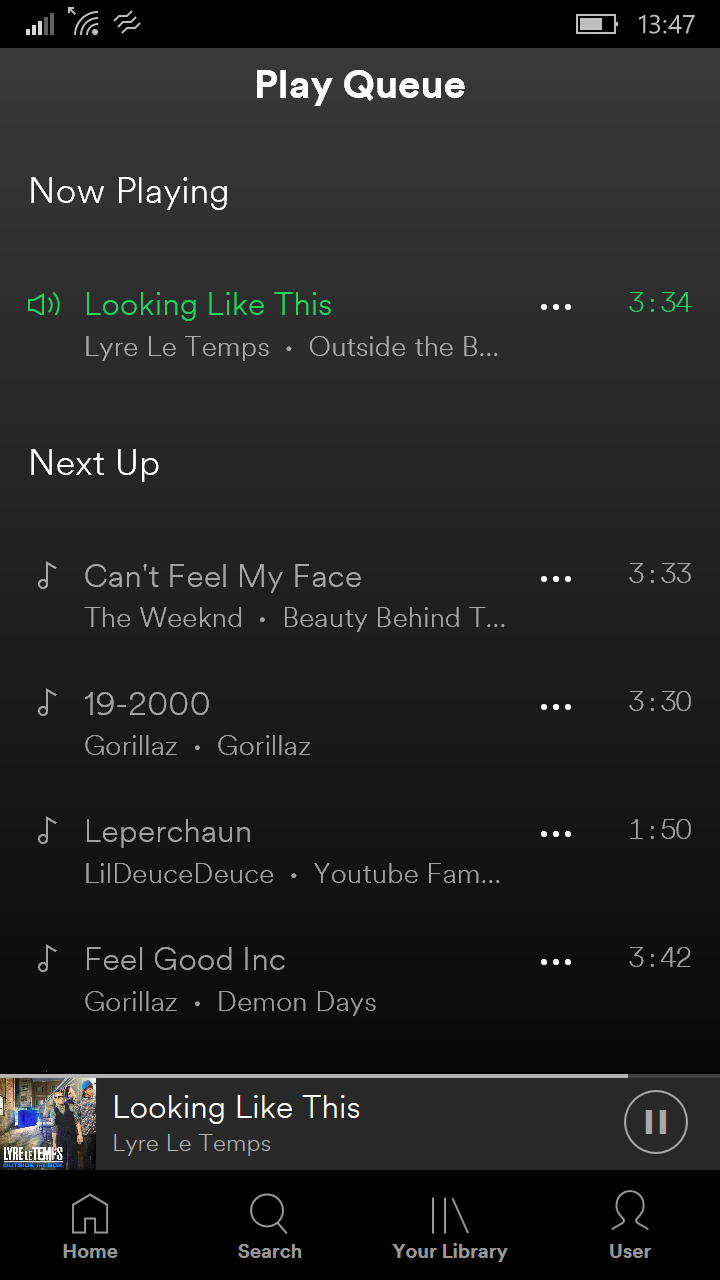 13:47
Play Queue
Now Playing
Looking Like This ... 3:34
Lyre Le Temps • Outside the B...
Next Up
Can't Feel My Face ... 3:33
The Weeknd • Beauty Behind T...
19-2000 ... 3:30
Gorillaz • Gorillaz
Leperchaun ... 1:50
LilDeuceDeuce • Youtube Fam...
Feel Good Inc ... 3:42
Gorillaz • Demon Days
LYRE LE TEMPS
OUTSIDE THE BOX
Looking Like This
Lyre Le Temps
Home Search Your Library User